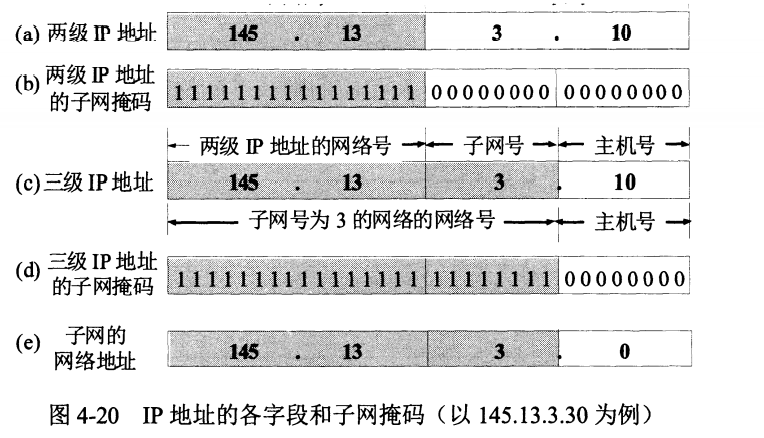 (a) 两级 IP 地址 145 . 13 3 . 10
(b) 两级 IP 地址
的子网掩码 1111111111111111 00000000 00000000
两级 IP 地址的网络号 子网号 主机号
(c) 三级 IP 地址 145 . 13 3 . 10
子网号为 3 的网络的网络号 主机号
(d) 三级 IP 地址
的子网掩码 1111111111111111 11111111 00000000
(e) 子网的
网络地址 145 . 13 3 . 0
图 4-20 IP 地址的各字段和子网掩码（以 145.13.3.30 为例）